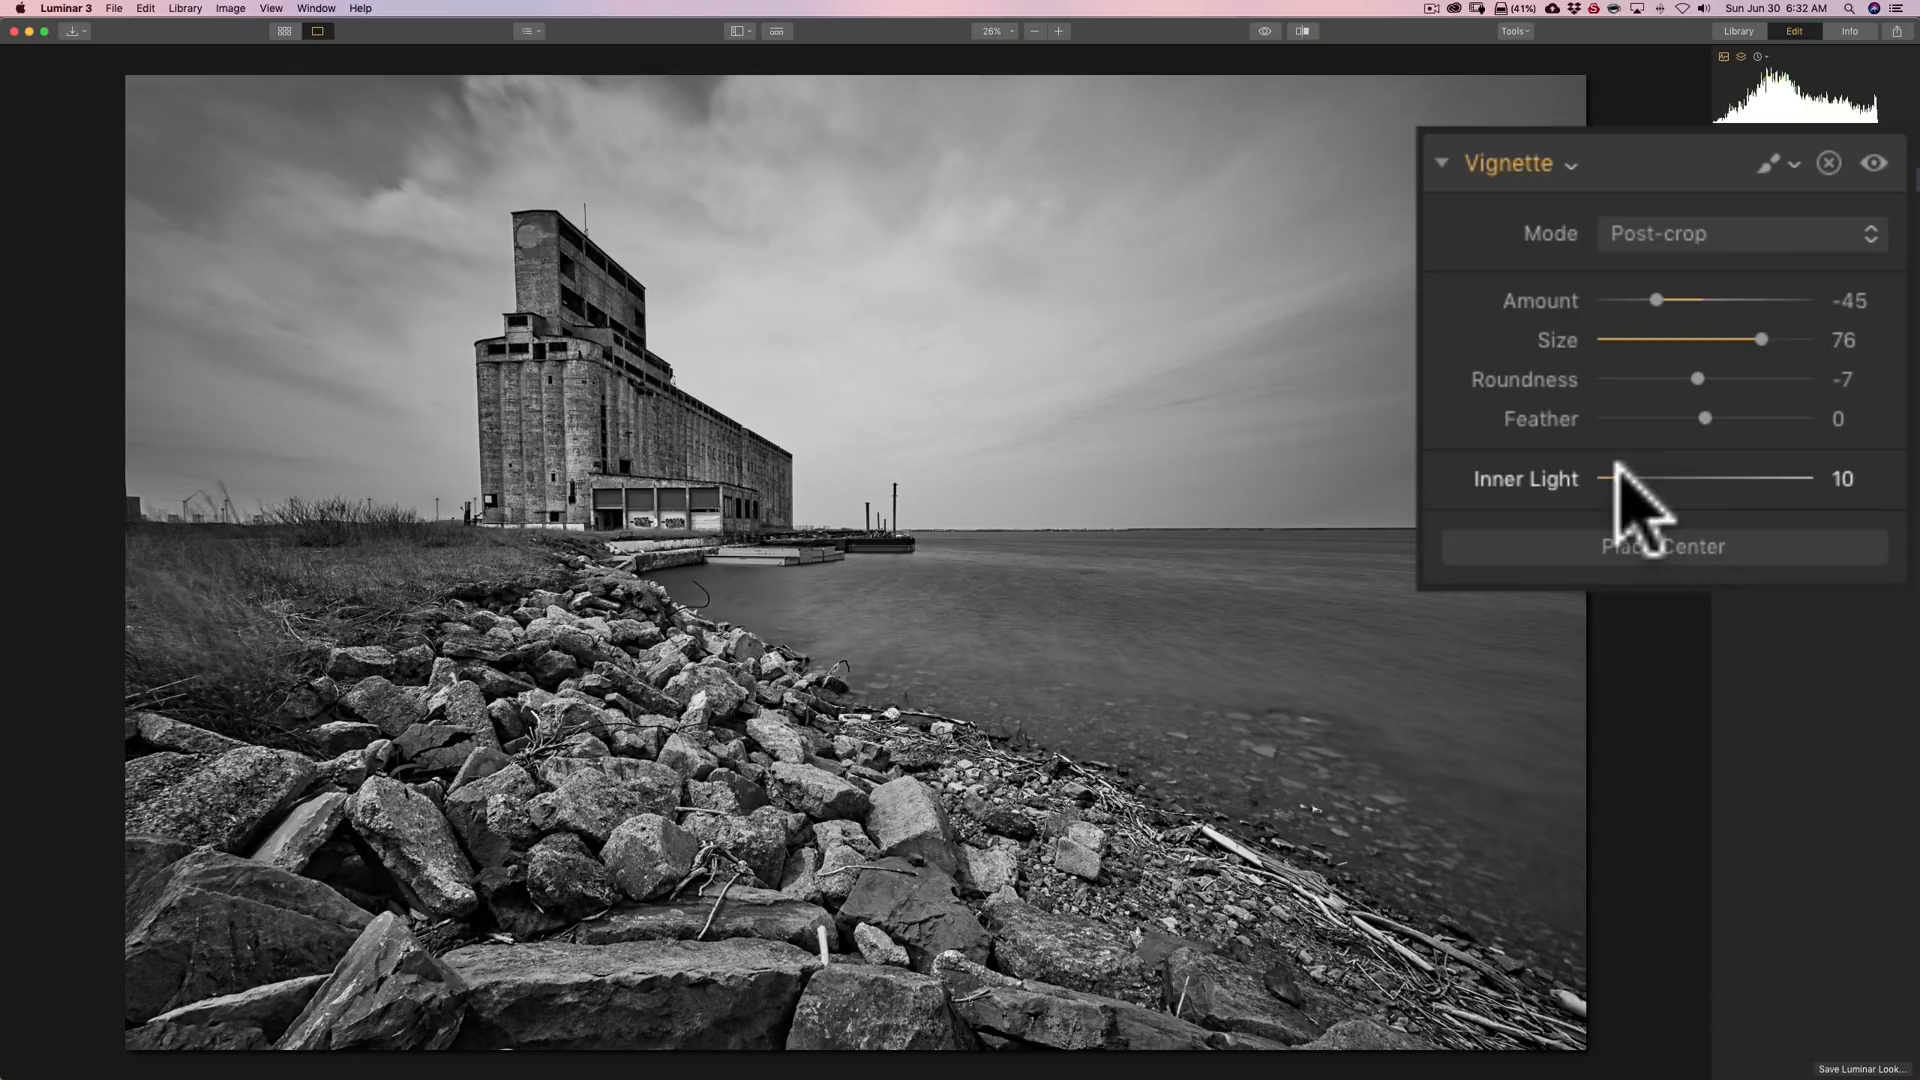 Luminar 3 File Edit Library Image View Window Help (41%) Sun Jun 30 6:32 AM
26% Tools Library Edit Info
Vignette
Mode Post-crop
Amount -45
Size 76
Roundness -7
Feather 0
Inner Light 10
Center
Save Luminar Look...